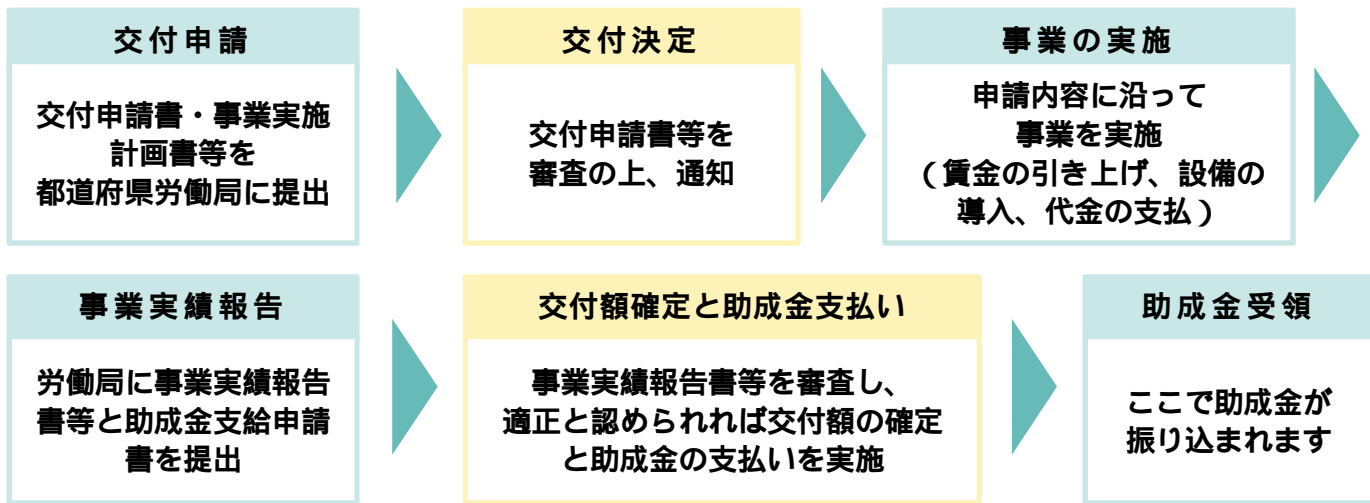 交付申請
交付申請書・事業実施
計画書等を
都道府県労働局に提出
交付決定
交付申請書等を
審査の上、通知
事業の実施
申請内容に沿って
事業を実施
(賃金の引き上げ、設備の
導入、代金の支払)
事業実績報告
労働局に事業実績報告
書等と助成金支給申請
書を提出
交付額確定と助成金支払い
事業実績報告書等を審査し、
適正と認められれば交付額の確定
と助成金の支払いを実施
助成金受領
ここで助成金が
振り込まれます